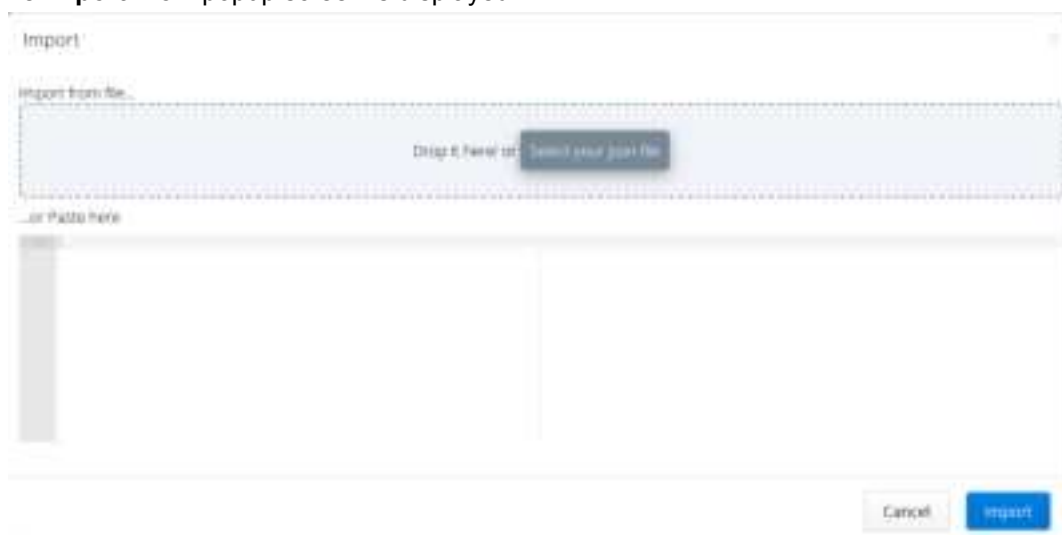 Import
Import from file...
Drop it here! or Select your json file
...or Paste here
Cancel Import